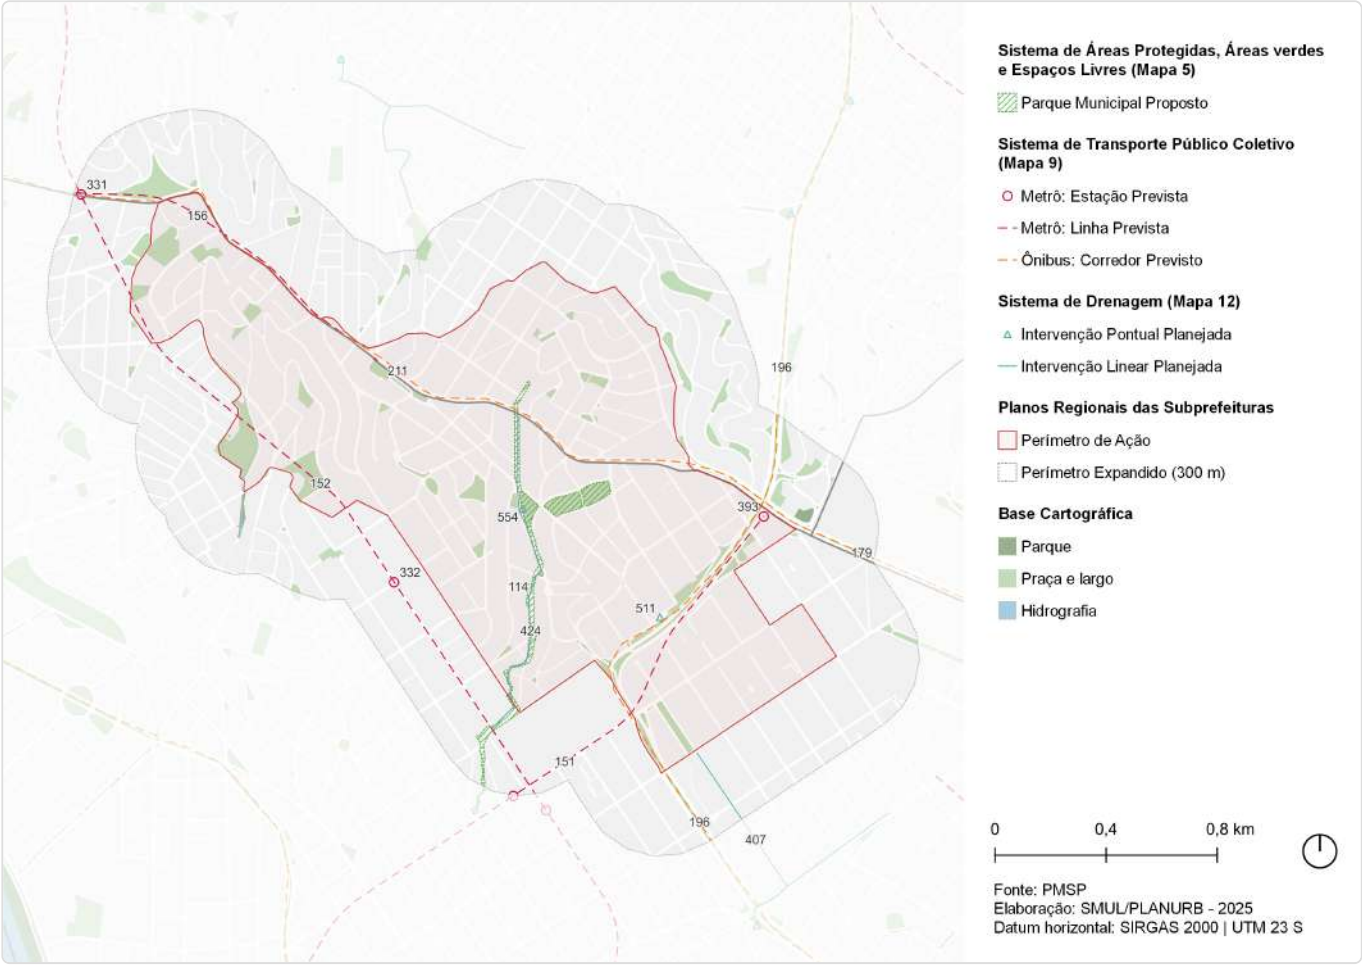 Sistema de Áreas Protegidas, Áreas verdes
e Espaços Livres (Mapa 5)
Parque Municipal Proposto
Sistema de Transporte Público Coletivo
(Mapa 9)
Metrô: Estação Prevista
Metrô: Linha Prevista
Ônibus: Corredor Previsto
Sistema de Drenagem (Mapa 12)
Intervenção Pontual Planejada
Intervenção Linear Planejada
Planos Regionais das Subprefeituras
Perímetro de Ação
Perímetro Expandido (300 m)
Base Cartográfica
Parque
Praça e largo
Hidrografia
0 0,4 0,8 km
Fonte: PMSP
Elaboração: SMUL/PLANURB - 2025
Datum horizontal: SIRGAS 2000 | UTM 23 S
331
156
211
196
152
554
393
179
332
114
511
424
151
196
407